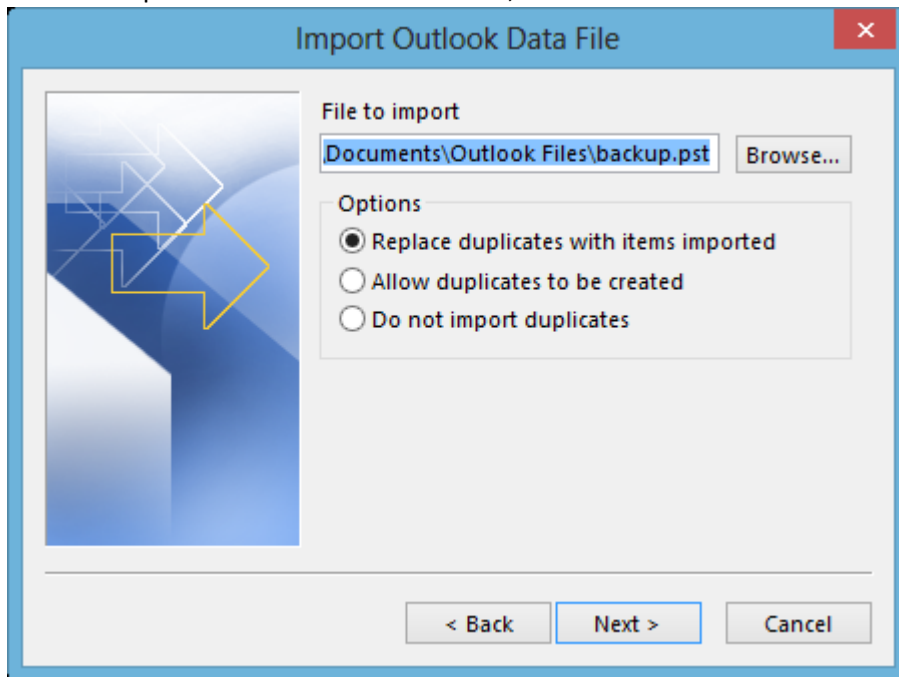 Import Outlook Data File
File to import
Documents\Outlook Files\backup.pst
Browse...
Options
Replace duplicates with items imported
Allow duplicates to be created
Do not import duplicates
< Back
Next >
Cancel